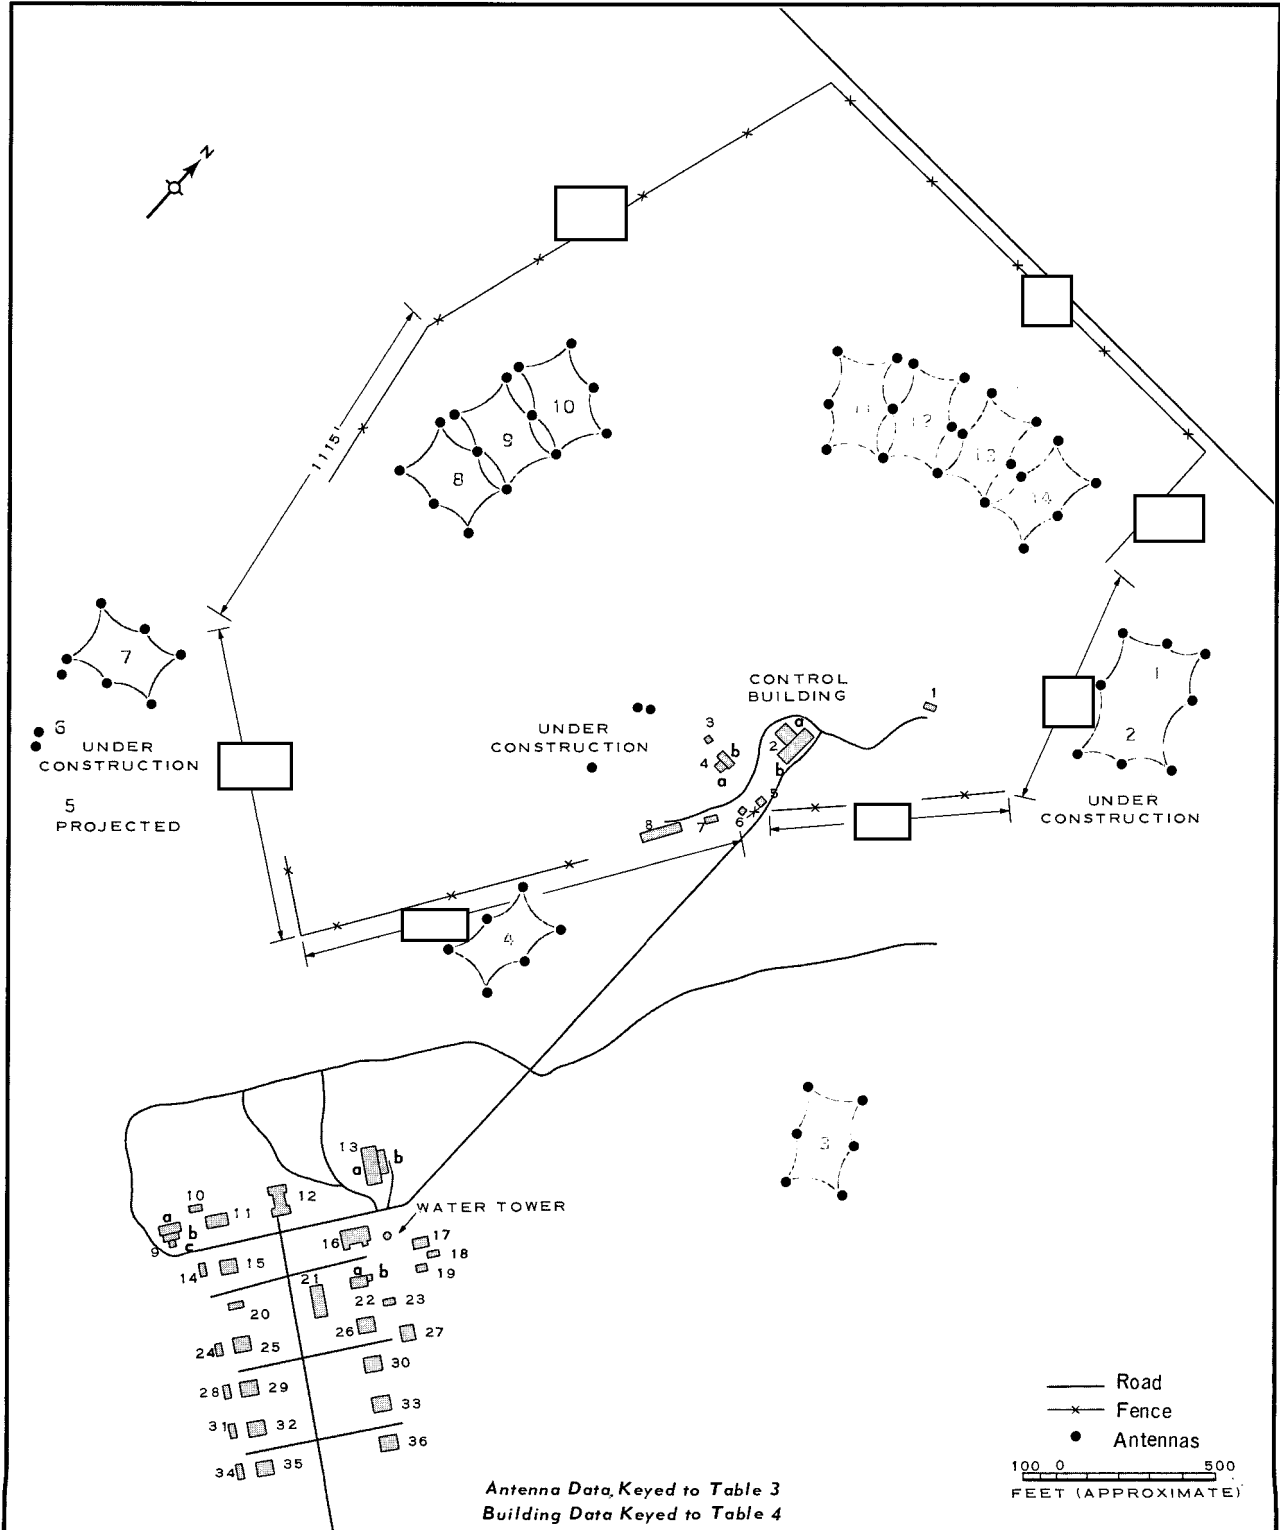 N
1115'
10
9
8
11
12
13
14
7
6
UNDER
CONSTRUCTION
5
PROJECTED
UNDER
CONSTRUCTION
CONTROL
BUILDING
1
3
2
a
b
4
b
a
5
6
7
8
1
2
UNDER
CONSTRUCTION
4
3
13
a
b
WATER TOWER
10
11
12
a
b
c
9
14
15
16
17
18
19
20
21
a
b
22
23
24
25
26
27
28
29
30
31
32
33
34
35
36
Road
Fence
Antennas
100 0 500
FEET (APPROXIMATE)
Antenna Data, Keyed to Table 3
Building Data Keyed to Table 4